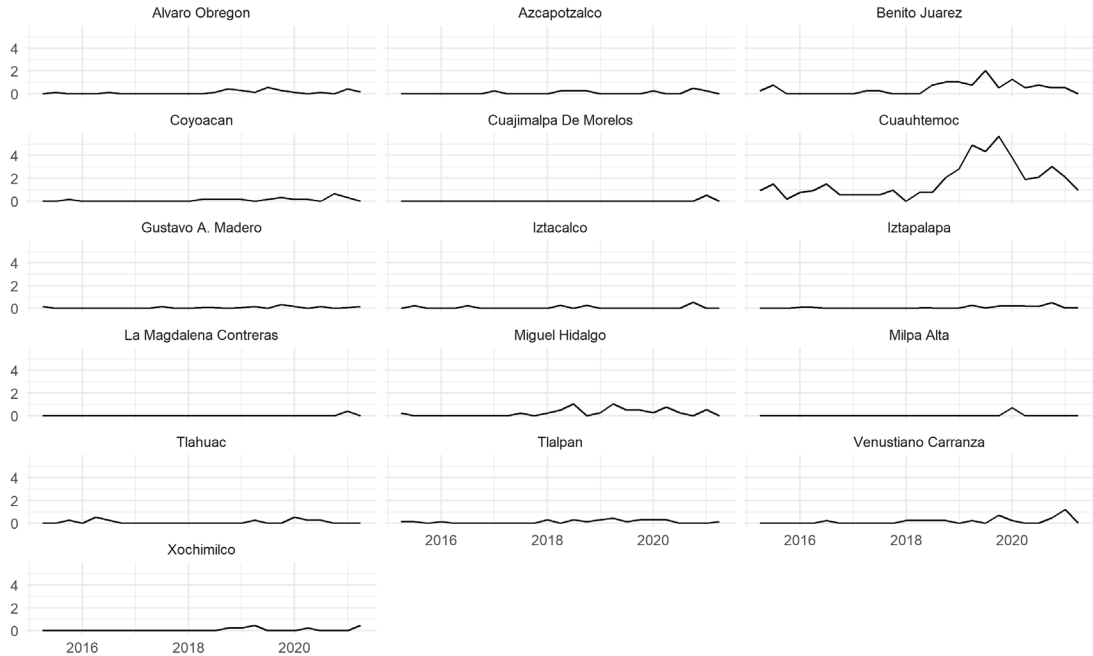 Alvaro Obregon
Azcapotzalco
Benito Juarez
4
2
0
Coyoacan
Cuajimalpa De Morelos
Cuauhtemoc
4
2
0
Gustavo A. Madero
Iztacalco
Iztapalapa
4
2
0
La Magdalena Contreras
Miguel Hidalgo
Milpa Alta
4
2
0
Tlahuac
Tlalpan
Venustiano Carranza
4
2
0
2016 2018 2020
2016 2018 2020
Xochimilco
4
2
0
2016 2018 2020